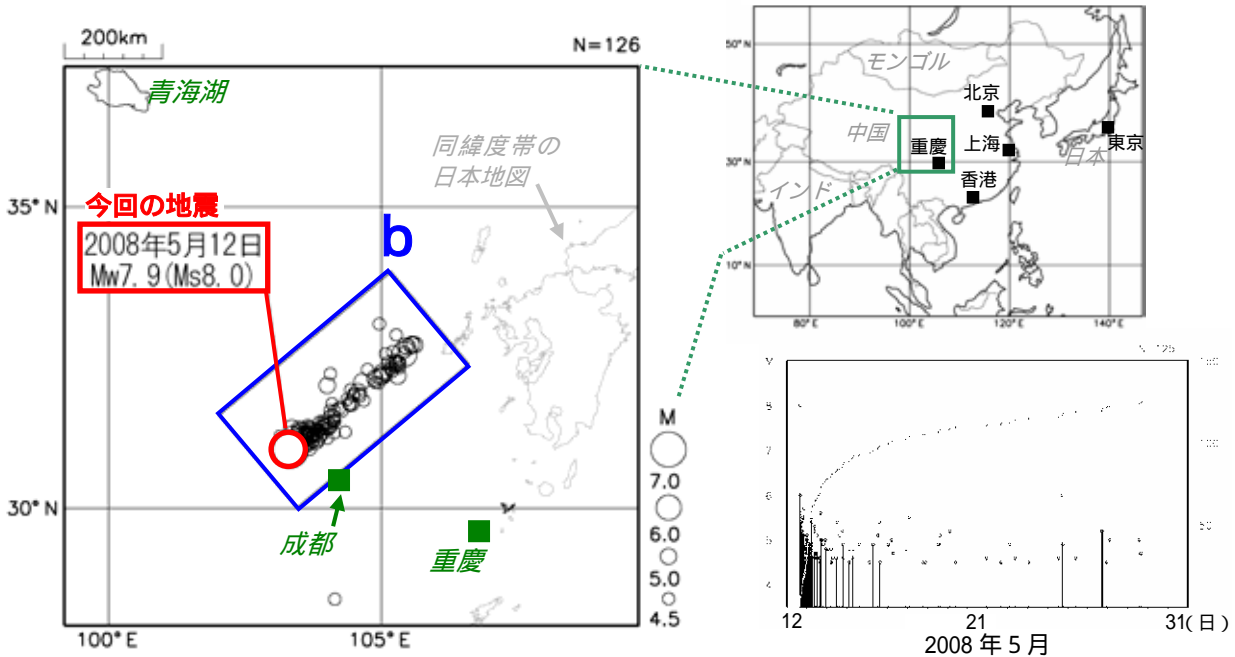 200km
N=126
青海湖
同緯度帯の
日本地図
35°N
今回の地震
2008年5月12日
Mw7.9(Ms8.0)
b
30°N
成都
重慶
100°E
105°E
M
7.0
6.0
5.0
4.5
50°N
モンゴル
北京
中国
重慶
上海
東京
日本
30°N
香港
インド
10°N
80°E
100°E
120°E
140°E
8
7
6
5
4
50
12
21
31(日)
2008年5月